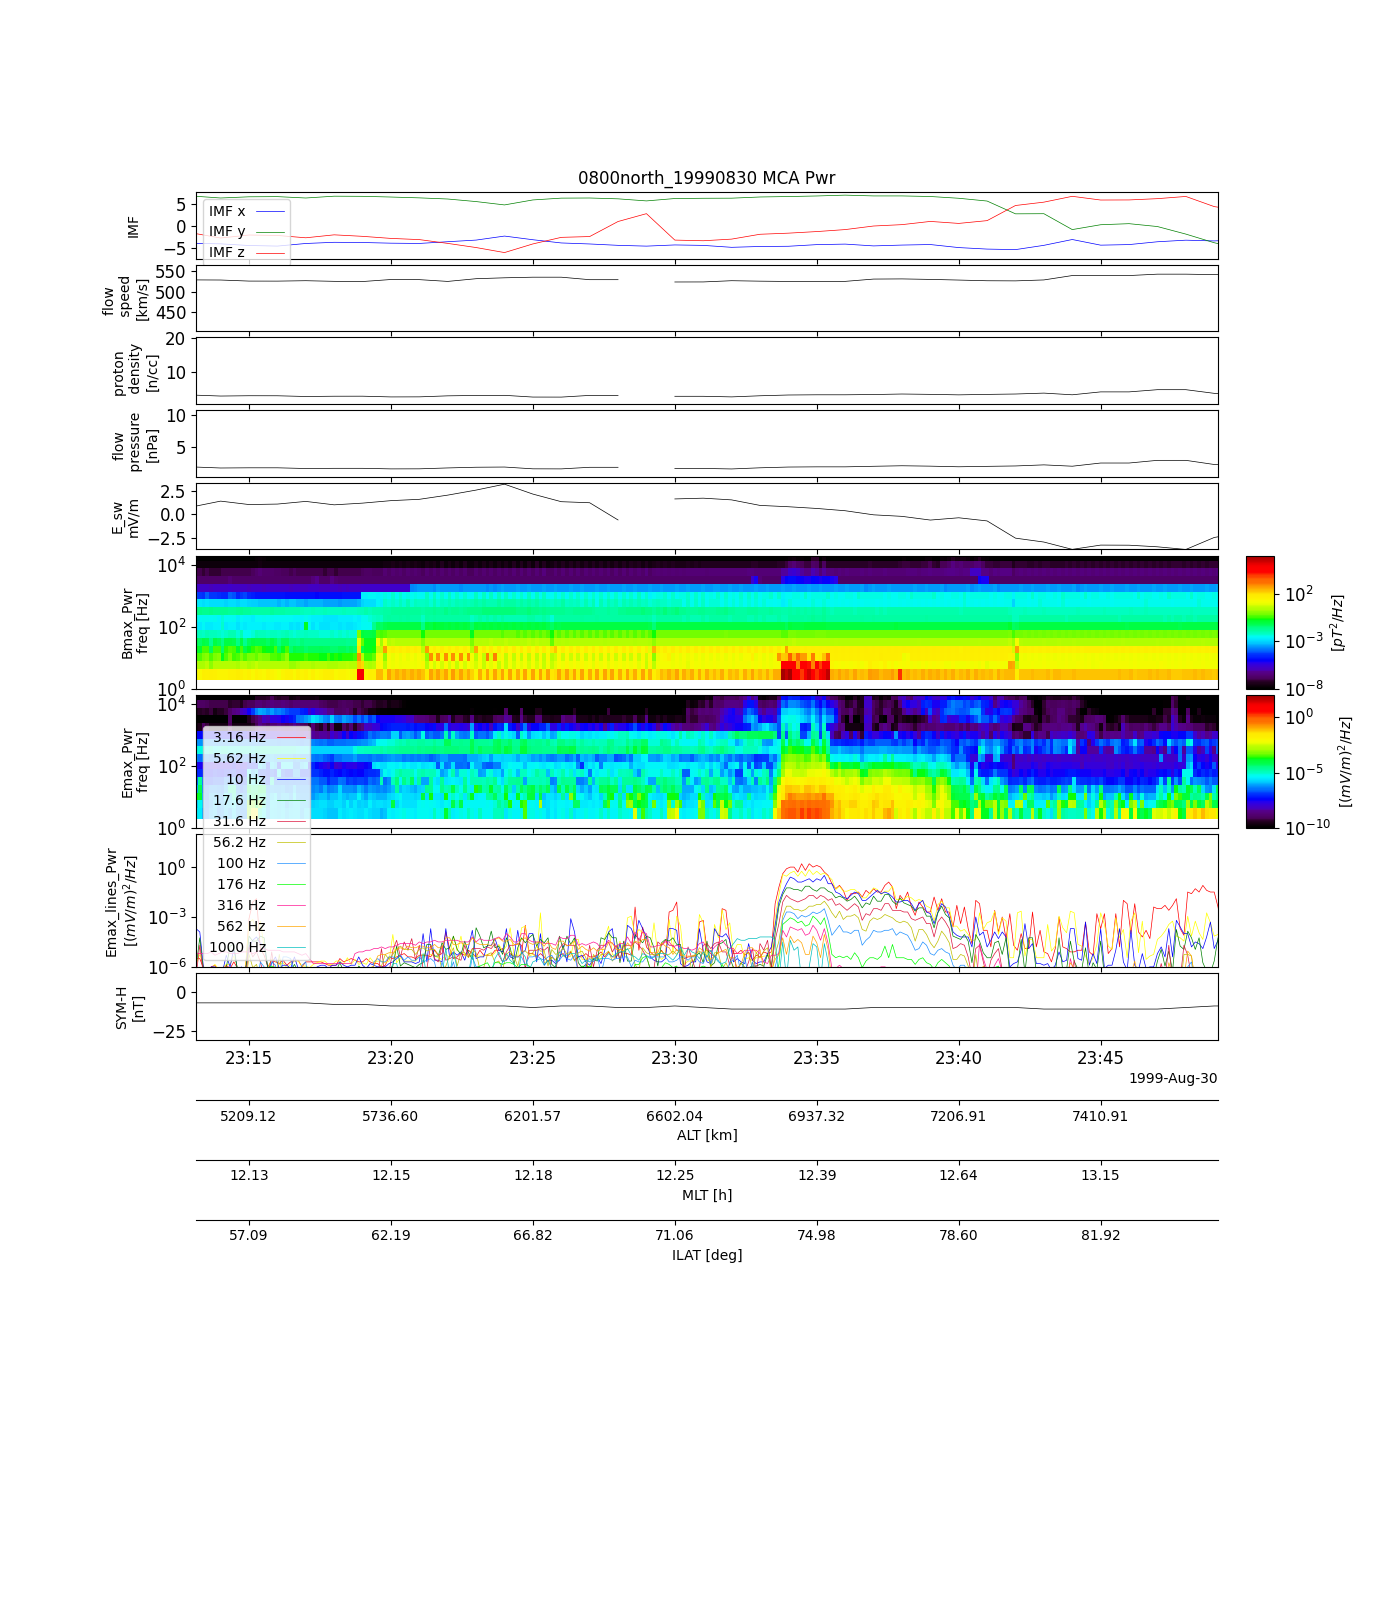 0800north_19990830 MCA Pwr
IMF
5
0
−5
IMF x
IMF y
IMF z
flow
speed
[km/s]
550
500
450
proton
density
[n/cc]
20
10
flow
pressure
[nPa]
10
5
E_sw
mV/m
2.5
0.0
−2.5
Bmax_Pwr
freq [Hz]
10^4
10^2
10^0
10^2
10^−3
10^−8
[pT^2/Hz]
Emax_Pwr
freq [Hz]
10^4
10^2
10^0
10^0
10^−5
10^−10
[(mV/m)^2/Hz]
3.16 Hz
5.62 Hz
10 Hz
17.6 Hz
31.6 Hz
56.2 Hz
100 Hz
176 Hz
316 Hz
562 Hz
1000 Hz
Emax_lines_Pwr
[(mV/m)^2/Hz]
10^0
10^−3
10^−6
SYM-H
[nT]
0
−25
23:15 23:20 23:25 23:30 23:35 23:40 23:45
1999-Aug-30
5209.12 5736.60 6201.57 6602.04 6937.32 7206.91 7410.91
ALT [km]
12.13 12.15 12.18 12.25 12.39 12.64 13.15
MLT [h]
57.09 62.19 66.82 71.06 74.98 78.60 81.92
ILAT [deg]